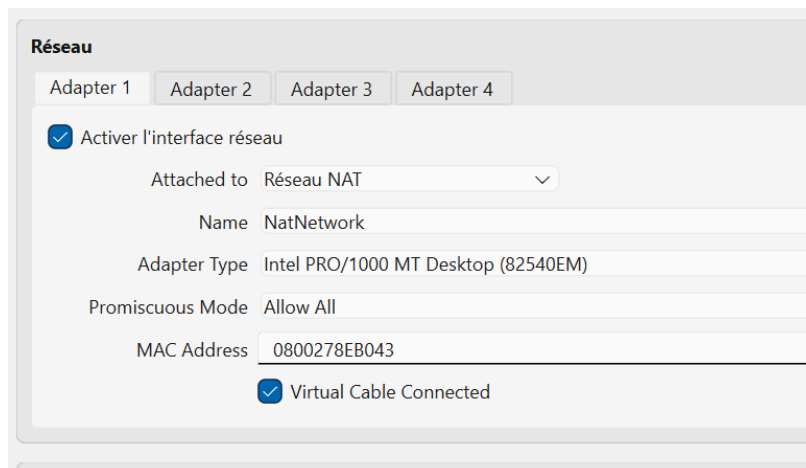 Réseau
Adapter 1 Adapter 2 Adapter 3 Adapter 4
Activer l'interface réseau
Attached to Réseau NAT
Name NatNetwork
Adapter Type Intel PRO/1000 MT Desktop (82540EM)
Promiscuous Mode Allow All
MAC Address 0800278EB043
Virtual Cable Connected